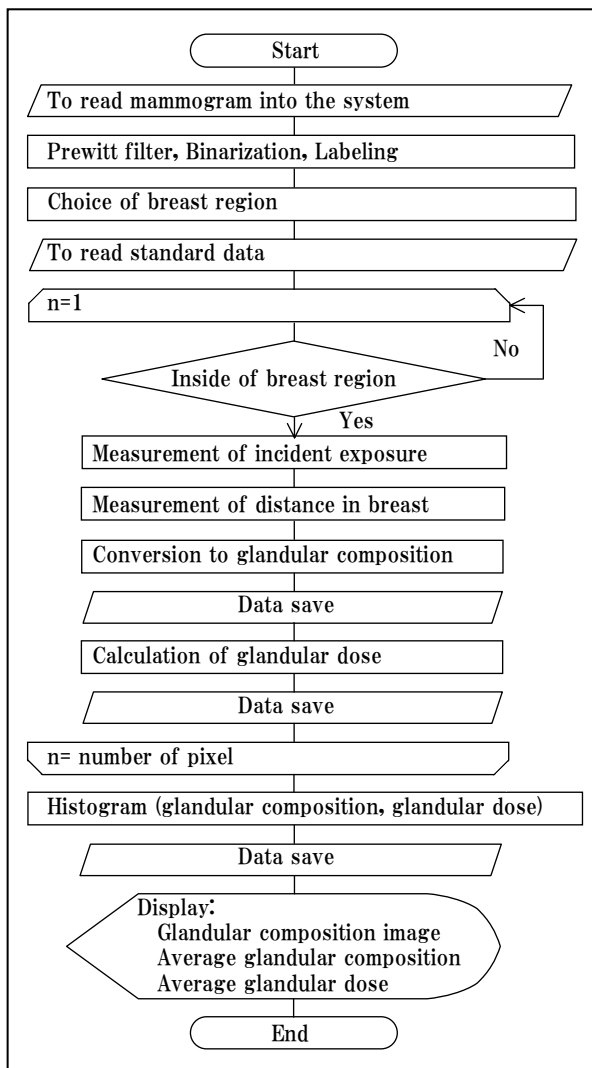 Start
To read mammogram into the system
Prewitt filter, Binarization, Labeling
Choice of breast region
To read standard data
n=1
No
Inside of breast region
Yes
Measurement of incident exposure
Measurement of distance in breast
Conversion to glandular composition
Data save
Calculation of glandular dose
Data save
n= number of pixel
Histogram (glandular composition, glandular dose)
Data save
Display:
Glandular composition image
Average glandular composition
Average glandular dose
End